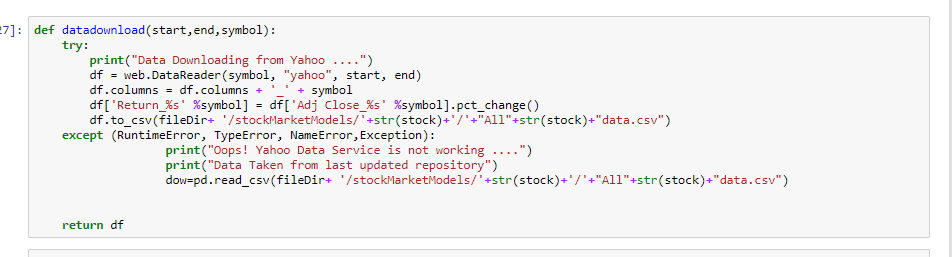 27]: def datadownload(start,end,symbol):
    try:
        print("Data Downloading from Yahoo ....")
        df = web.DataReader(symbol, "yahoo", start, end)
        df.columns = df.columns + '_' + symbol
        df['Return_%s' %symbol] = df['Adj Close_%s' %symbol].pct_change()
        df.to_csv(fileDir+ '/stockMarketModels/'+str(stock)+'/'+"All"+str(stock)+"data.csv")
    except (RuntimeError, TypeError, NameError,Exception):
                   print("Oops! Yahoo Data Service is not working ....")
                   print("Data Taken from last updated repository")
                   dow=pd.read_csv(fileDir+ '/stockMarketModels/'+str(stock)+'/'+"All"+str(stock)+"data.csv")
    return df